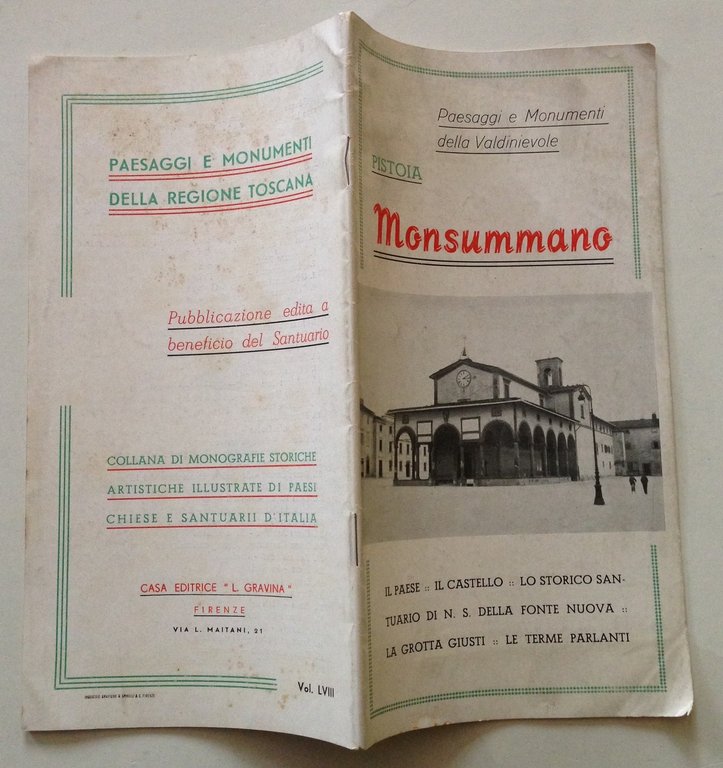 PAESAGGI E MONUMENTI
DELLA REGIONE TOSCANA
Pubblicazione edita a
beneficio del Santuario
COLLANA DI MONOGRAFIE STORICHE
ARTISTICHE ILLUSTRATE DI PAESI
CHIESE E SANTUARII D'ITALIA
CASA EDITRICE "L. GRAVINA"
FIRENZE
VIA L. MAITANI, 21
Vol. LVIII
Paesaggi e Monumenti
della Valdinievole
PISTOIA
Monsummano
IL PAESE :: IL CASTELLO :: LO STORICO SAN-
TUARIO DI N. S. DELLA FONTE NUOVA ::
LA GROTTA GIUSTI :: LE TERME PARLANTI